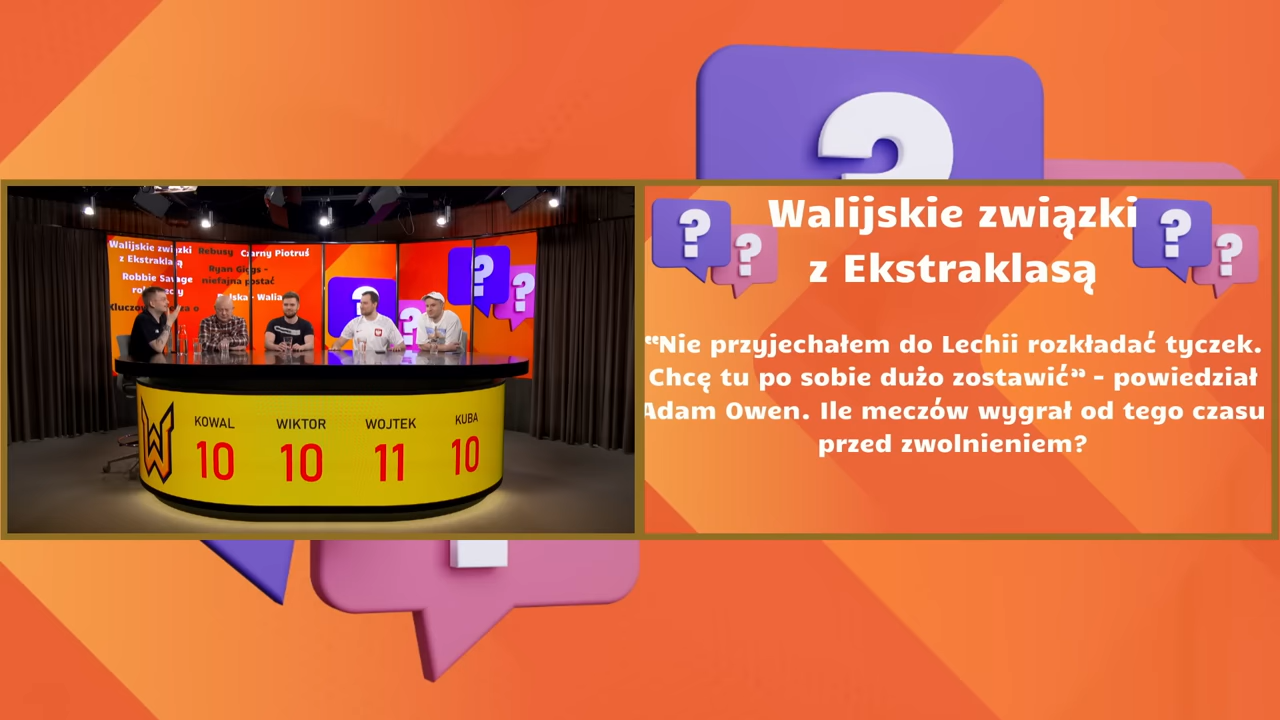 Walijskie związki
z Ekstraklasą
"Nie przyjechałem do Lechii rozkładać tyczek.
Chcę tu po sobie dużo zostawić" - powiedział
Adam Owen. Ile meczów wygrał od tego czasu
przed zwolnieniem?
Walijskie związki
z Ekstraklasą
Robbie Savage
Rebusy
Czarny Piotruś
Ryan Giggs -
niefajna postać
Polska - Walia
KOWAL
10
WIKTOR
10
WOJTEK
11
KUBA
10